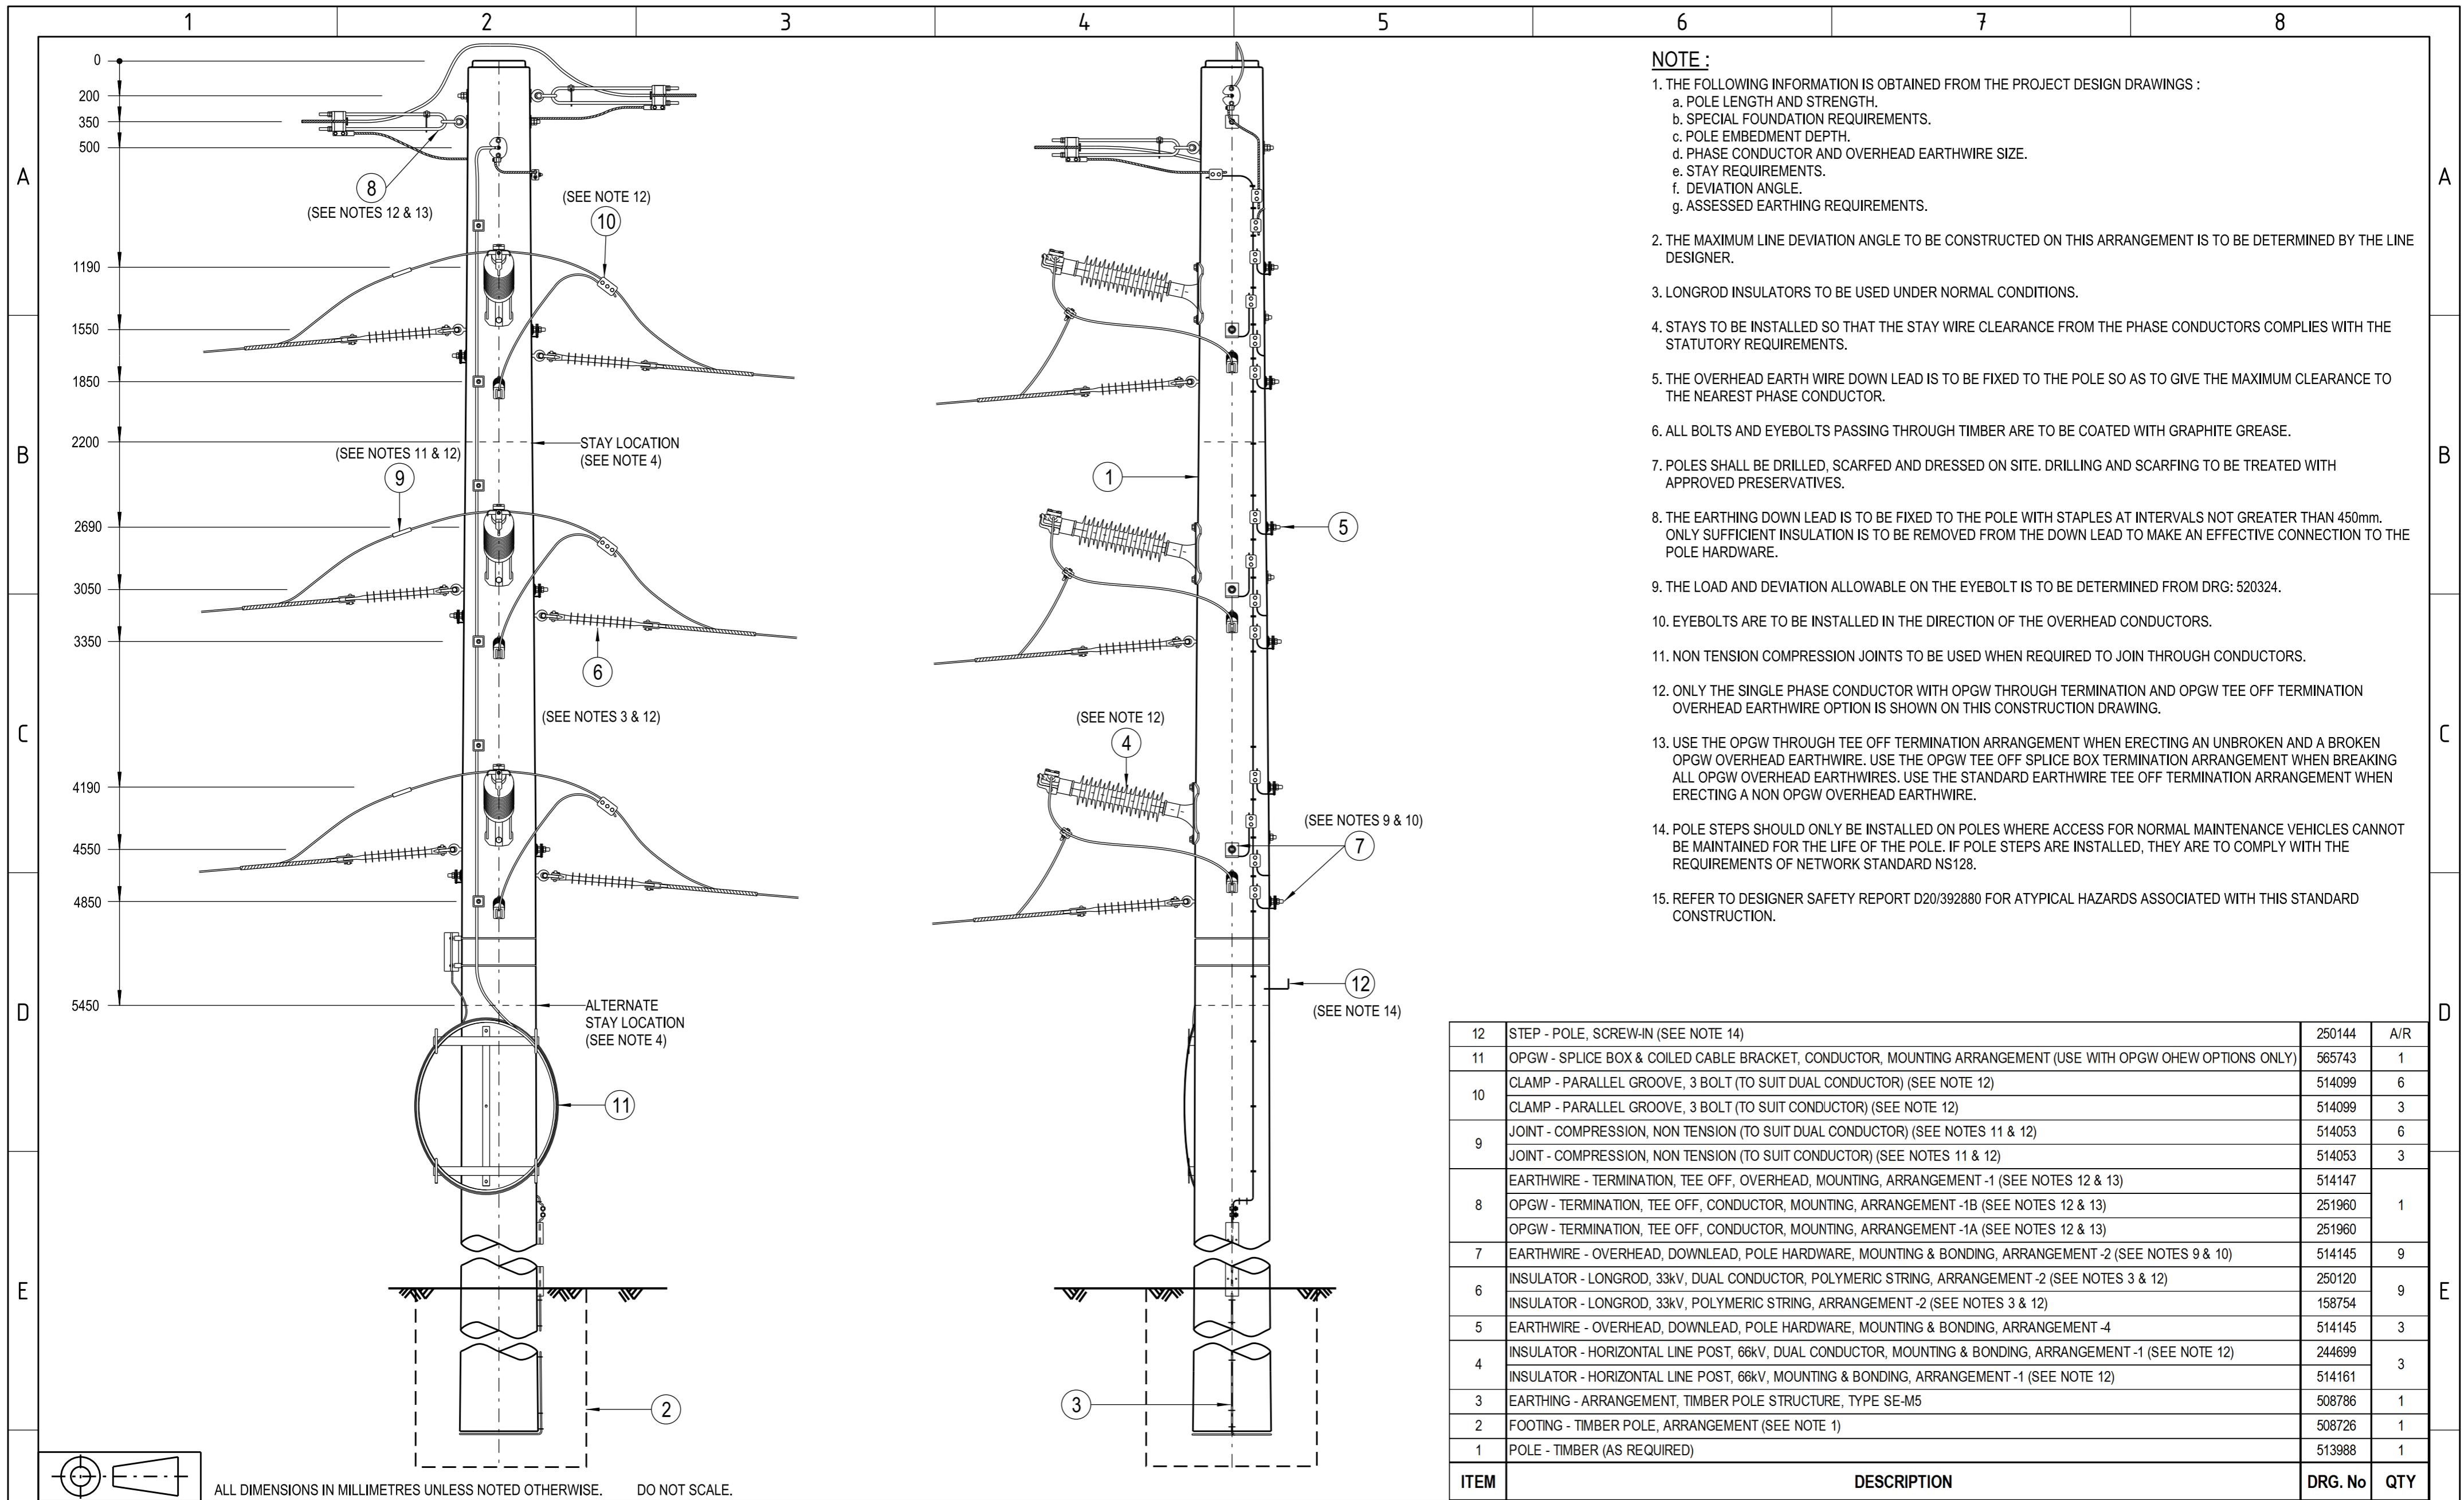 1 2 3 4 5 6 7 8
A
B
C
D
E
A
B
C
D
E
0
200
350
500
1190
1550
1850
2200
2690
3050
3350
4190
4550
4850
5450
8
(SEE NOTES 12 & 13)
(SEE NOTE 12)
10
STAY LOCATION
(SEE NOTE 4)
(SEE NOTES 11 & 12)
9
6
(SEE NOTES 3 & 12)
ALTERNATE
STAY LOCATION
(SEE NOTE 4)
11
2
1
5
(SEE NOTE 12)
4
(SEE NOTES 9 & 10)
7
12
(SEE NOTE 14)
3
NOTE :
1. THE FOLLOWING INFORMATION IS OBTAINED FROM THE PROJECT DESIGN DRAWINGS :
a. POLE LENGTH AND STRENGTH.
b. SPECIAL FOUNDATION REQUIREMENTS.
c. POLE EMBEDMENT DEPTH.
d. PHASE CONDUCTOR AND OVERHEAD EARTHWIRE SIZE.
e. STAY REQUIREMENTS.
f. DEVIATION ANGLE.
g. ASSESSED EARTHING REQUIREMENTS.
2. THE MAXIMUM LINE DEVIATION ANGLE TO BE CONSTRUCTED ON THIS ARRANGEMENT IS TO BE DETERMINED BY THE LINE
DESIGNER.
3. LONGROD INSULATORS TO BE USED UNDER NORMAL CONDITIONS.
4. STAYS TO BE INSTALLED SO THAT THE STAY WIRE CLEARANCE FROM THE PHASE CONDUCTORS COMPLIES WITH THE
STATUTORY REQUIREMENTS.
5. THE OVERHEAD EARTH WIRE DOWN LEAD IS TO BE FIXED TO THE POLE SO AS TO GIVE THE MAXIMUM CLEARANCE TO
THE NEAREST PHASE CONDUCTOR.
6. ALL BOLTS AND EYEBOLTS PASSING THROUGH TIMBER ARE TO BE COATED WITH GRAPHITE GREASE.
7. POLES SHALL BE DRILLED, SCARFED AND DRESSED ON SITE. DRILLING AND SCARFING TO BE TREATED WITH
APPROVED PRESERVATIVES.
8. THE EARTHING DOWN LEAD IS TO BE FIXED TO THE POLE WITH STAPLES AT INTERVALS NOT GREATER THAN 450mm.
ONLY SUFFICIENT INSULATION IS TO BE REMOVED FROM THE DOWN LEAD TO MAKE AN EFFECTIVE CONNECTION TO THE
POLE HARDWARE.
9. THE LOAD AND DEVIATION ALLOWABLE ON THE EYEBOLT IS TO BE DETERMINED FROM DRG: 520324.
10. EYEBOLTS ARE TO BE INSTALLED IN THE DIRECTION OF THE OVERHEAD CONDUCTORS.
11. NON TENSION COMPRESSION JOINTS TO BE USED WHEN REQUIRED TO JOIN THROUGH CONDUCTORS.
12. ONLY THE SINGLE PHASE CONDUCTOR WITH OPGW THROUGH TERMINATION AND OPGW TEE OFF TERMINATION
OVERHEAD EARTHWIRE OPTION IS SHOWN ON THIS CONSTRUCTION DRAWING.
13. USE THE OPGW THROUGH TEE OFF TERMINATION ARRANGEMENT WHEN ERECTING AN UNBROKEN AND A BROKEN
OPGW OVERHEAD EARTHWIRE. USE THE OPGW TEE OFF SPLICE BOX TERMINATION ARRANGEMENT WHEN BREAKING
ALL OPGW OVERHEAD EARTHWIRES. USE THE STANDARD EARTHWIRE TEE OFF TERMINATION ARRANGEMENT WHEN
ERECTING A NON OPGW OVERHEAD EARTHWIRE.
14. POLE STEPS SHOULD ONLY BE INSTALLED ON POLES WHERE ACCESS FOR NORMAL MAINTENANCE VEHICLES CANNOT
BE MAINTAINED FOR THE LIFE OF THE POLE. IF POLE STEPS ARE INSTALLED, THEY ARE TO COMPLY WITH THE
REQUIREMENTS OF NETWORK STANDARD NS128.
15. REFER TO DESIGNER SAFETY REPORT D20/392880 FOR ATYPICAL HAZARDS ASSOCIATED WITH THIS STANDARD
CONSTRUCTION.
12 STEP - POLE, SCREW-IN (SEE NOTE 14) 250144 A/R
11 OPGW - SPLICE BOX & COILED CABLE BRACKET, CONDUCTOR, MOUNTING ARRANGEMENT (USE WITH OPGW OHEW OPTIONS ONLY) 565743 1
10 CLAMP - PARALLEL GROOVE, 3 BOLT (TO SUIT DUAL CONDUCTOR) (SEE NOTE 12) 514099 6
CLAMP - PARALLEL GROOVE, 3 BOLT (TO SUIT CONDUCTOR) (SEE NOTE 12) 514099 3
9 JOINT - COMPRESSION, NON TENSION (TO SUIT DUAL CONDUCTOR) (SEE NOTES 11 & 12) 514053 6
JOINT - COMPRESSION, NON TENSION (TO SUIT CONDUCTOR) (SEE NOTES 11 & 12) 514053 3
EARTHWIRE - TERMINATION, TEE OFF, OVERHEAD, MOUNTING, ARRANGEMENT -1 (SEE NOTES 12 & 13) 514147
8 OPGW - TERMINATION, TEE OFF, CONDUCTOR, MOUNTING, ARRANGEMENT -1B (SEE NOTES 12 & 13) 251960 1
OPGW - TERMINATION, TEE OFF, CONDUCTOR, MOUNTING, ARRANGEMENT -1A (SEE NOTES 12 & 13) 251960
7 EARTHWIRE - OVERHEAD, DOWNLEAD, POLE HARDWARE, MOUNTING & BONDING, ARRANGEMENT -2 (SEE NOTES 9 & 10) 514145 9
6 INSULATOR - LONGROD, 33kV, DUAL CONDUCTOR, POLYMERIC STRING, ARRANGEMENT -2 (SEE NOTES 3 & 12) 250120 9
INSULATOR - LONGROD, 33kV, POLYMERIC STRING, ARRANGEMENT -2 (SEE NOTES 3 & 12) 158754
5 EARTHWIRE - OVERHEAD, DOWNLEAD, POLE HARDWARE, MOUNTING & BONDING, ARRANGEMENT -4 514145 3
4 INSULATOR - HORIZONTAL LINE POST, 66kV, DUAL CONDUCTOR, MOUNTING & BONDING, ARRANGEMENT -1 (SEE NOTE 12) 244699 3
INSULATOR - HORIZONTAL LINE POST, 66kV, MOUNTING & BONDING, ARRANGEMENT -1 (SEE NOTE 12) 514161
3 EARTHING - ARRANGEMENT, TIMBER POLE STRUCTURE, TYPE SE-M5 508786 1
2 FOOTING - TIMBER POLE, ARRANGEMENT (SEE NOTE 1) 508726 1
1 POLE - TIMBER (AS REQUIRED) 513988 1
ITEM DESCRIPTION DRG. No QTY
ALL DIMENSIONS IN MILLIMETRES UNLESS NOTED OTHERWISE. DO NOT SCALE.